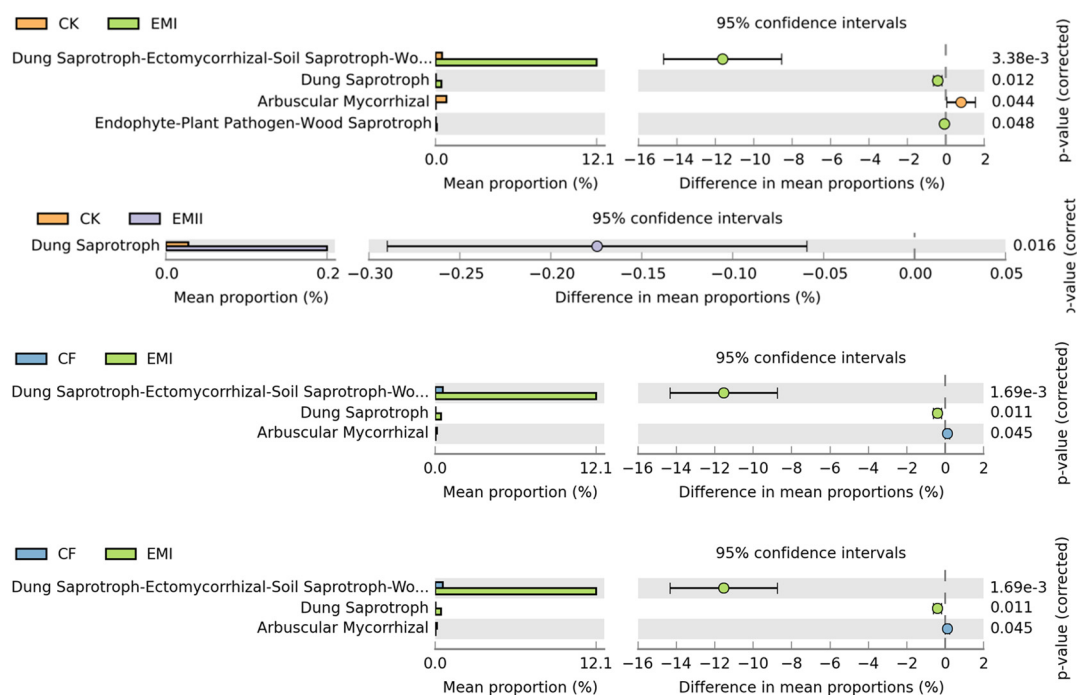 CK EMI 95% confidence intervals
Dung Saprotroph-Ectomycorrhizal-Soil Saprotroph-Wo... 3.38e-3
Dung Saprotroph 0.012
Arbuscular Mycorrhizal 0.044
Endophyte-Plant Pathogen-Wood Saprotroph 0.048
p-value (corrected)
0.0 12.1 −16 −14 −12 −10 −8 −6 −4 −2 0 2
Mean proportion (%) Difference in mean proportions (%)
CK EMII 95% confidence intervals
Dung Saprotroph 0.016
-value (correct
0.0 0.2 −0.30 −0.25 −0.20 −0.15 −0.10 −0.05 0.00 0.05
Mean proportion (%) Difference in mean proportions (%)
CF EMI 95% confidence intervals
Dung Saprotroph-Ectomycorrhizal-Soil Saprotroph-Wo... 1.69e-3
Dung Saprotroph 0.011
Arbuscular Mycorrhizal 0.045
p-value (corrected)
0.0 12.1 −16 −14 −12 −10 −8 −6 −4 −2 0 2
Mean proportion (%) Difference in mean proportions (%)
CF EMI 95% confidence intervals
Dung Saprotroph-Ectomycorrhizal-Soil Saprotroph-Wo... 1.69e-3
Dung Saprotroph 0.011
Arbuscular Mycorrhizal 0.045
p-value (corrected)
0.0 12.1 −16 −14 −12 −10 −8 −6 −4 −2 0 2
Mean proportion (%) Difference in mean proportions (%)